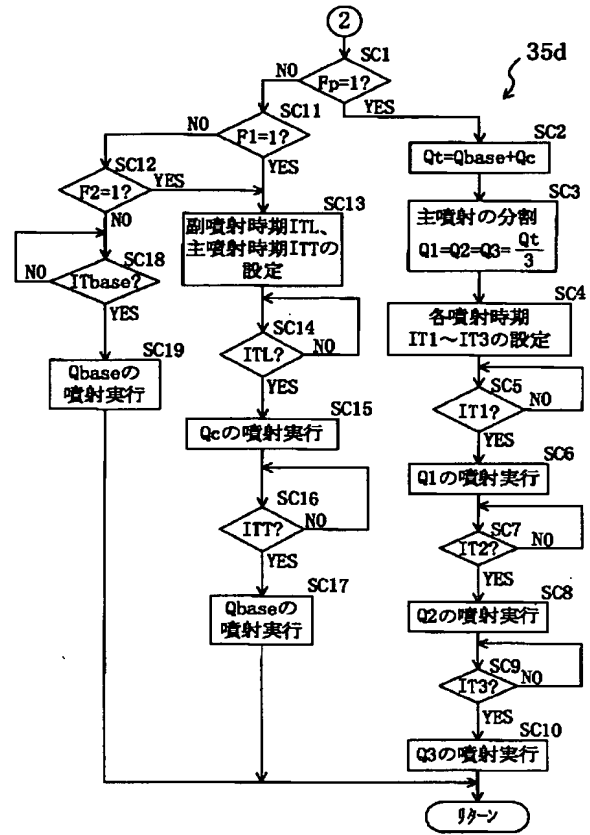 2
SC1
35d
Fp=1?
NO
YES
SC11
F1=1?
NO
YES
SC2
Qt=Qbase+Qc
SC12
F2=1?
YES
NO
SC3
主噴射の分割
Q1=Q2=Q3=Qt/3
SC13
副噴射時期ITL、
主噴射時期ITTの
設定
SC4
各噴射時期
IT1～IT3の設定
SC18
ITbase?
NO
YES
SC14
ITL?
NO
YES
SC5
IT1?
NO
YES
SC19
Qbaseの
噴射実行
SC15
Qcの噴射実行
SC6
Q1の噴射実行
SC16
ITT?
NO
YES
SC7
IT2?
NO
YES
SC17
Qbaseの
噴射実行
SC8
Q2の噴射実行
SC9
IT3?
NO
YES
SC10
Q3の噴射実行
リターン